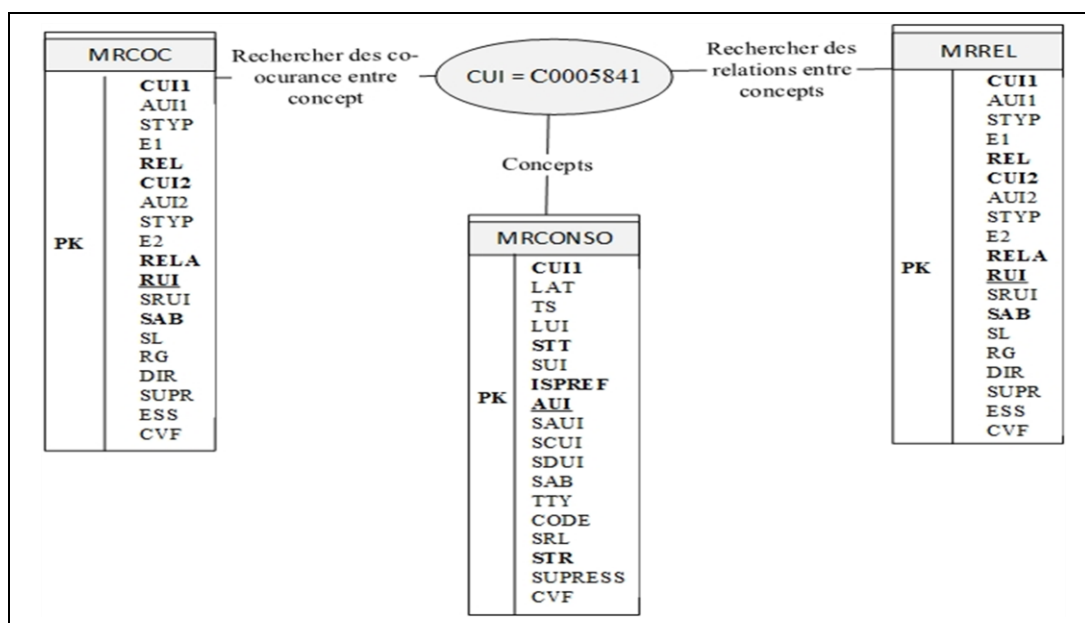 MRCOC
PK
CUI1
AUI1
STYP
E1
REL
CUI2
AUI2
STYP
E2
RELA
RUI
SRUI
SAB
SL
RG
DIR
SUPR
ESS
CVF
Rechercher des co-
ocurance entre
concept
CUI = C0005841
Rechercher des
relations entre
concepts
Concepts
MRCONSO
PK
CUI1
LAT
TS
LUI
STT
SUI
ISPREF
AUI
SAUI
SCUI
SDUI
SAB
TTY
CODE
SRL
STR
SUPRESS
CVF
MRREL
PK
CUI1
AUI1
STYP
E1
REL
CUI2
AUI2
STYP
E2
RELA
RUI
SRUI
SAB
SL
RG
DIR
SUPR
ESS
CVF